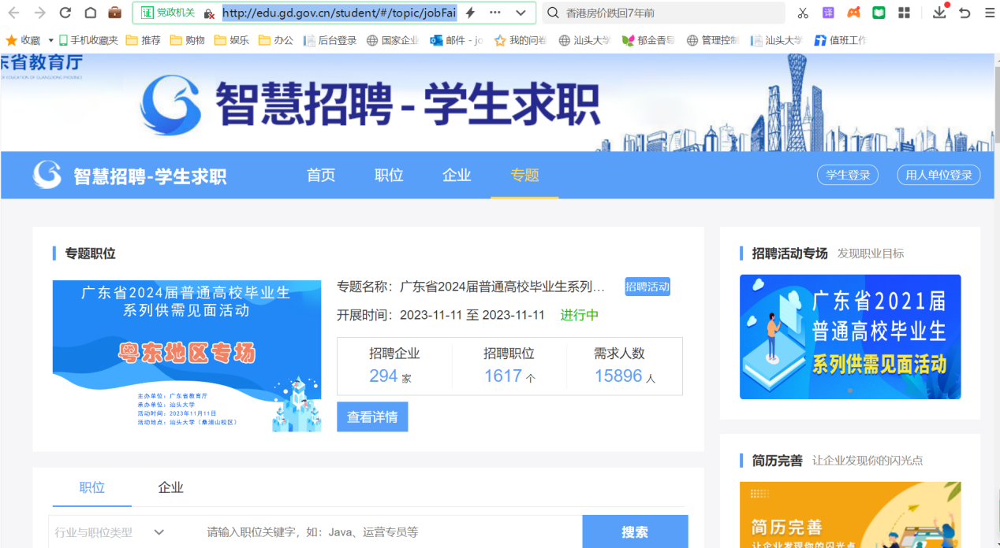 党政机关
http://edu.gd.gov.cn/student/#/topic/jobFai
香港房价跌回7年前
收藏 手机收藏夹 推荐 购物 娱乐 办公 后台登录 国家企业 邮件 - jo 我的问卷 汕头大学 郁金香导 管理控制 汕头大学 值班工作
东省教育厅
智慧招聘-学生求职
智慧招聘-学生求职
首页 职位 企业 专题
学生登录 用人单位登录
专题职位
广东省2024届普通高校毕业生
系列供需见面活动
粤东地区专场
主办单位：广东省教育厅
承办单位：汕头大学
活动时间：2023年11月11日
活动地点：汕头大学（桑浦山校区）
专题名称：广东省2024届普通高校毕业生系列... 招聘活动
开展时间：2023-11-11 至 2023-11-11 进行中
招聘企业 招聘职位 需求人数
294 家 1617 个 15896 人
查看详情
职位 企业
行业与职位类型 请输入职位关键字，如：Java、运营专员等 搜索
招聘活动专场 发现职业目标
广东省2021届
普通高校毕业生
系列供需见面活动
简历完善 让企业发现你的闪光点
简历完善
让企业发现你的闪光点